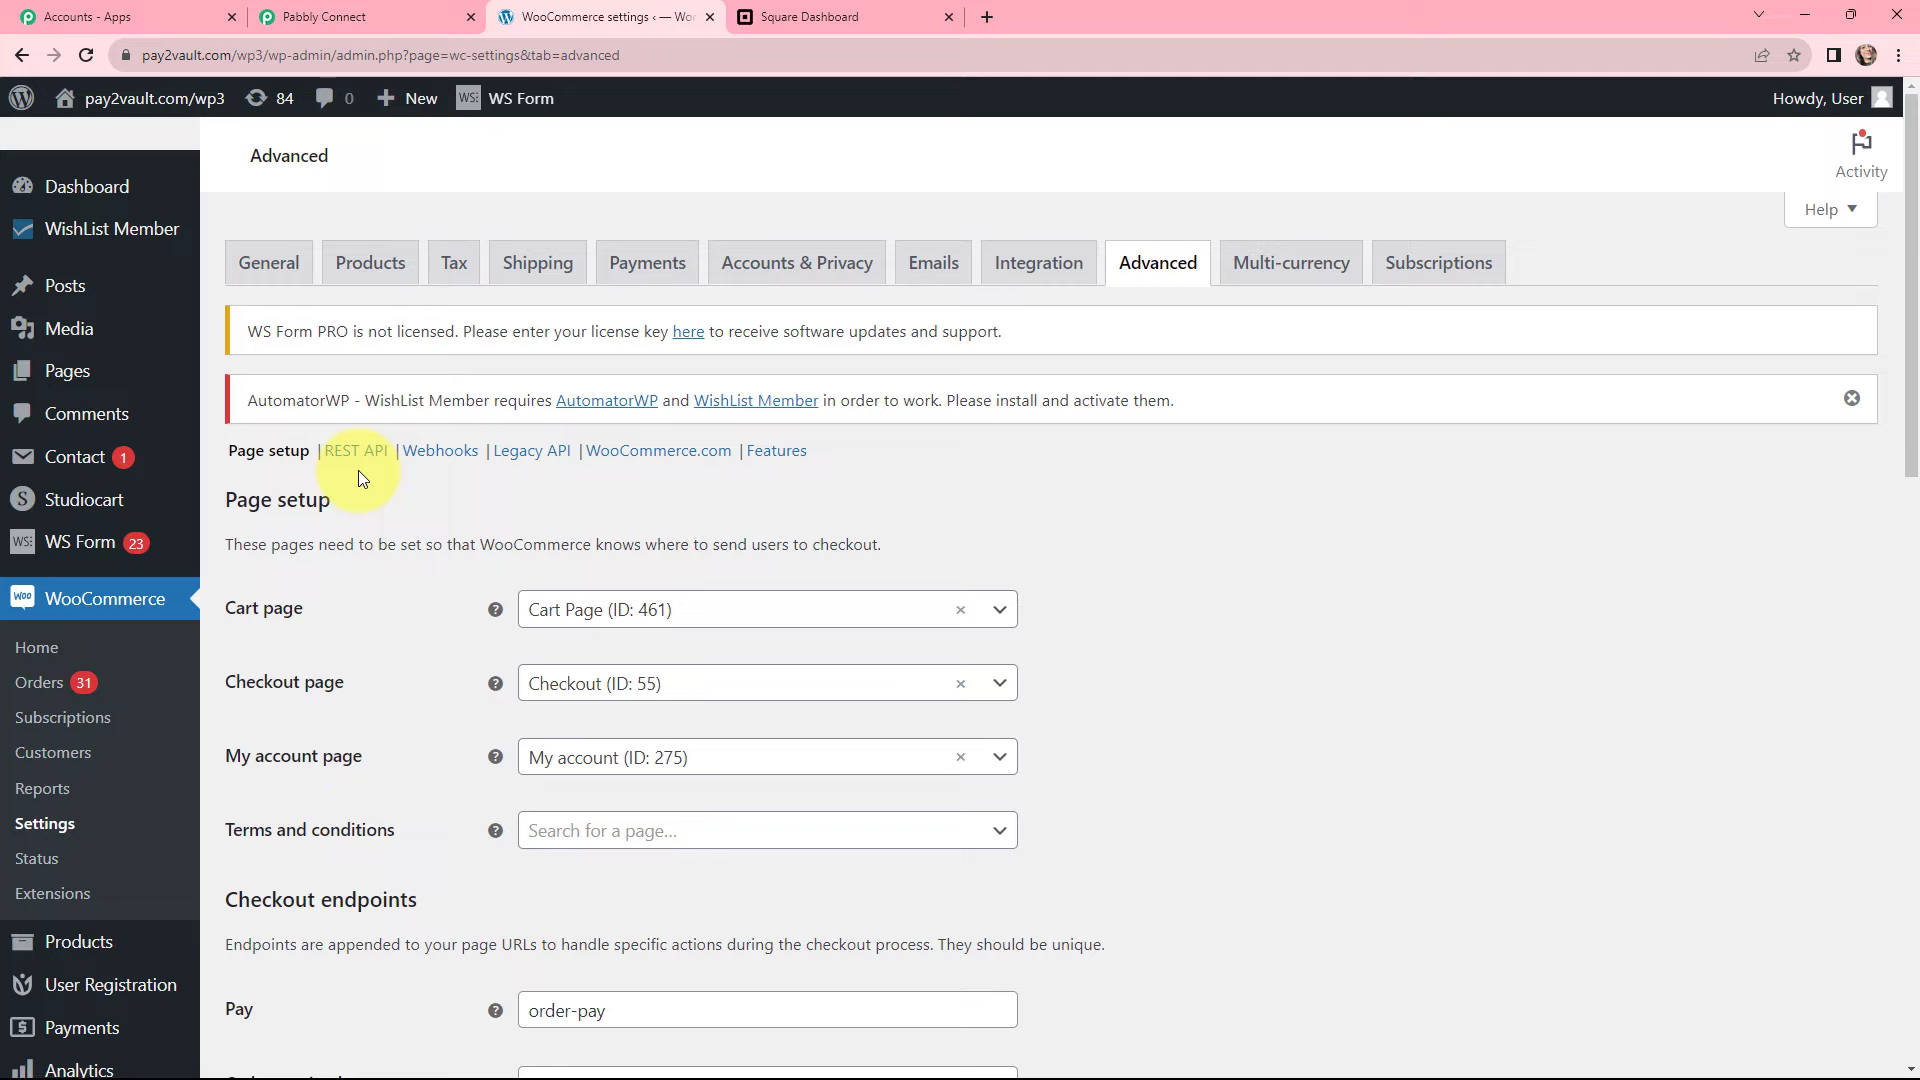 Accounts - Apps
Pabbly Connect
WooCommerce settings ‹ — Wor
Square Dashboard
pay2vault.com/wp3/wp-admin/admin.php?page=wc-settings&tab=advanced
pay2vault.com/wp3
84
0
New
WS Form
Howdy, User
Advanced
Activity
Help
Dashboard
WishList Member
Posts
Media
Pages
Comments
Contact 1
Studiocart
WS Form 23
WooCommerce
Home
Orders 31
Subscriptions
Customers
Reports
Settings
Status
Extensions
Products
User Registration
Payments
Analytics
General Products Tax Shipping Payments Accounts & Privacy Emails Integration Advanced Multi-currency Subscriptions
WS Form PRO is not licensed. Please enter your license key here to receive software updates and support.
AutomatorWP - WishList Member requires AutomatorWP and WishList Member in order to work. Please install and activate them.
Page setup | REST API | Webhooks | Legacy API | WooCommerce.com | Features
Page setup
These pages need to be set so that WooCommerce knows where to send users to checkout.
Cart page
Cart Page (ID: 461)
Checkout page
Checkout (ID: 55)
My account page
My account (ID: 275)
Terms and conditions
Search for a page...
Checkout endpoints
Endpoints are appended to your page URLs to handle specific actions during the checkout process. They should be unique.
Pay
order-pay